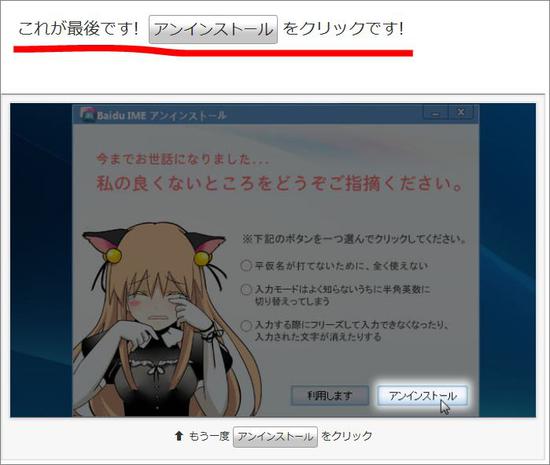 これが最後です! アンインストール をクリックです!
Baidu IME アンインストール
今までお世話になりました...
私の良くないところをどうぞご指摘ください。
※下記のボタンを一つ選んでクリックしてください。
平仮名が打てないために、全く使えない
入力モードはよく知らないうちに半角英数に
切り替えってしまう
入力する際にフリーズして入力できなくなったり、
入力された文字が消えたりする
利用します アンインストール
⬆ もう一度 アンインストール をクリック